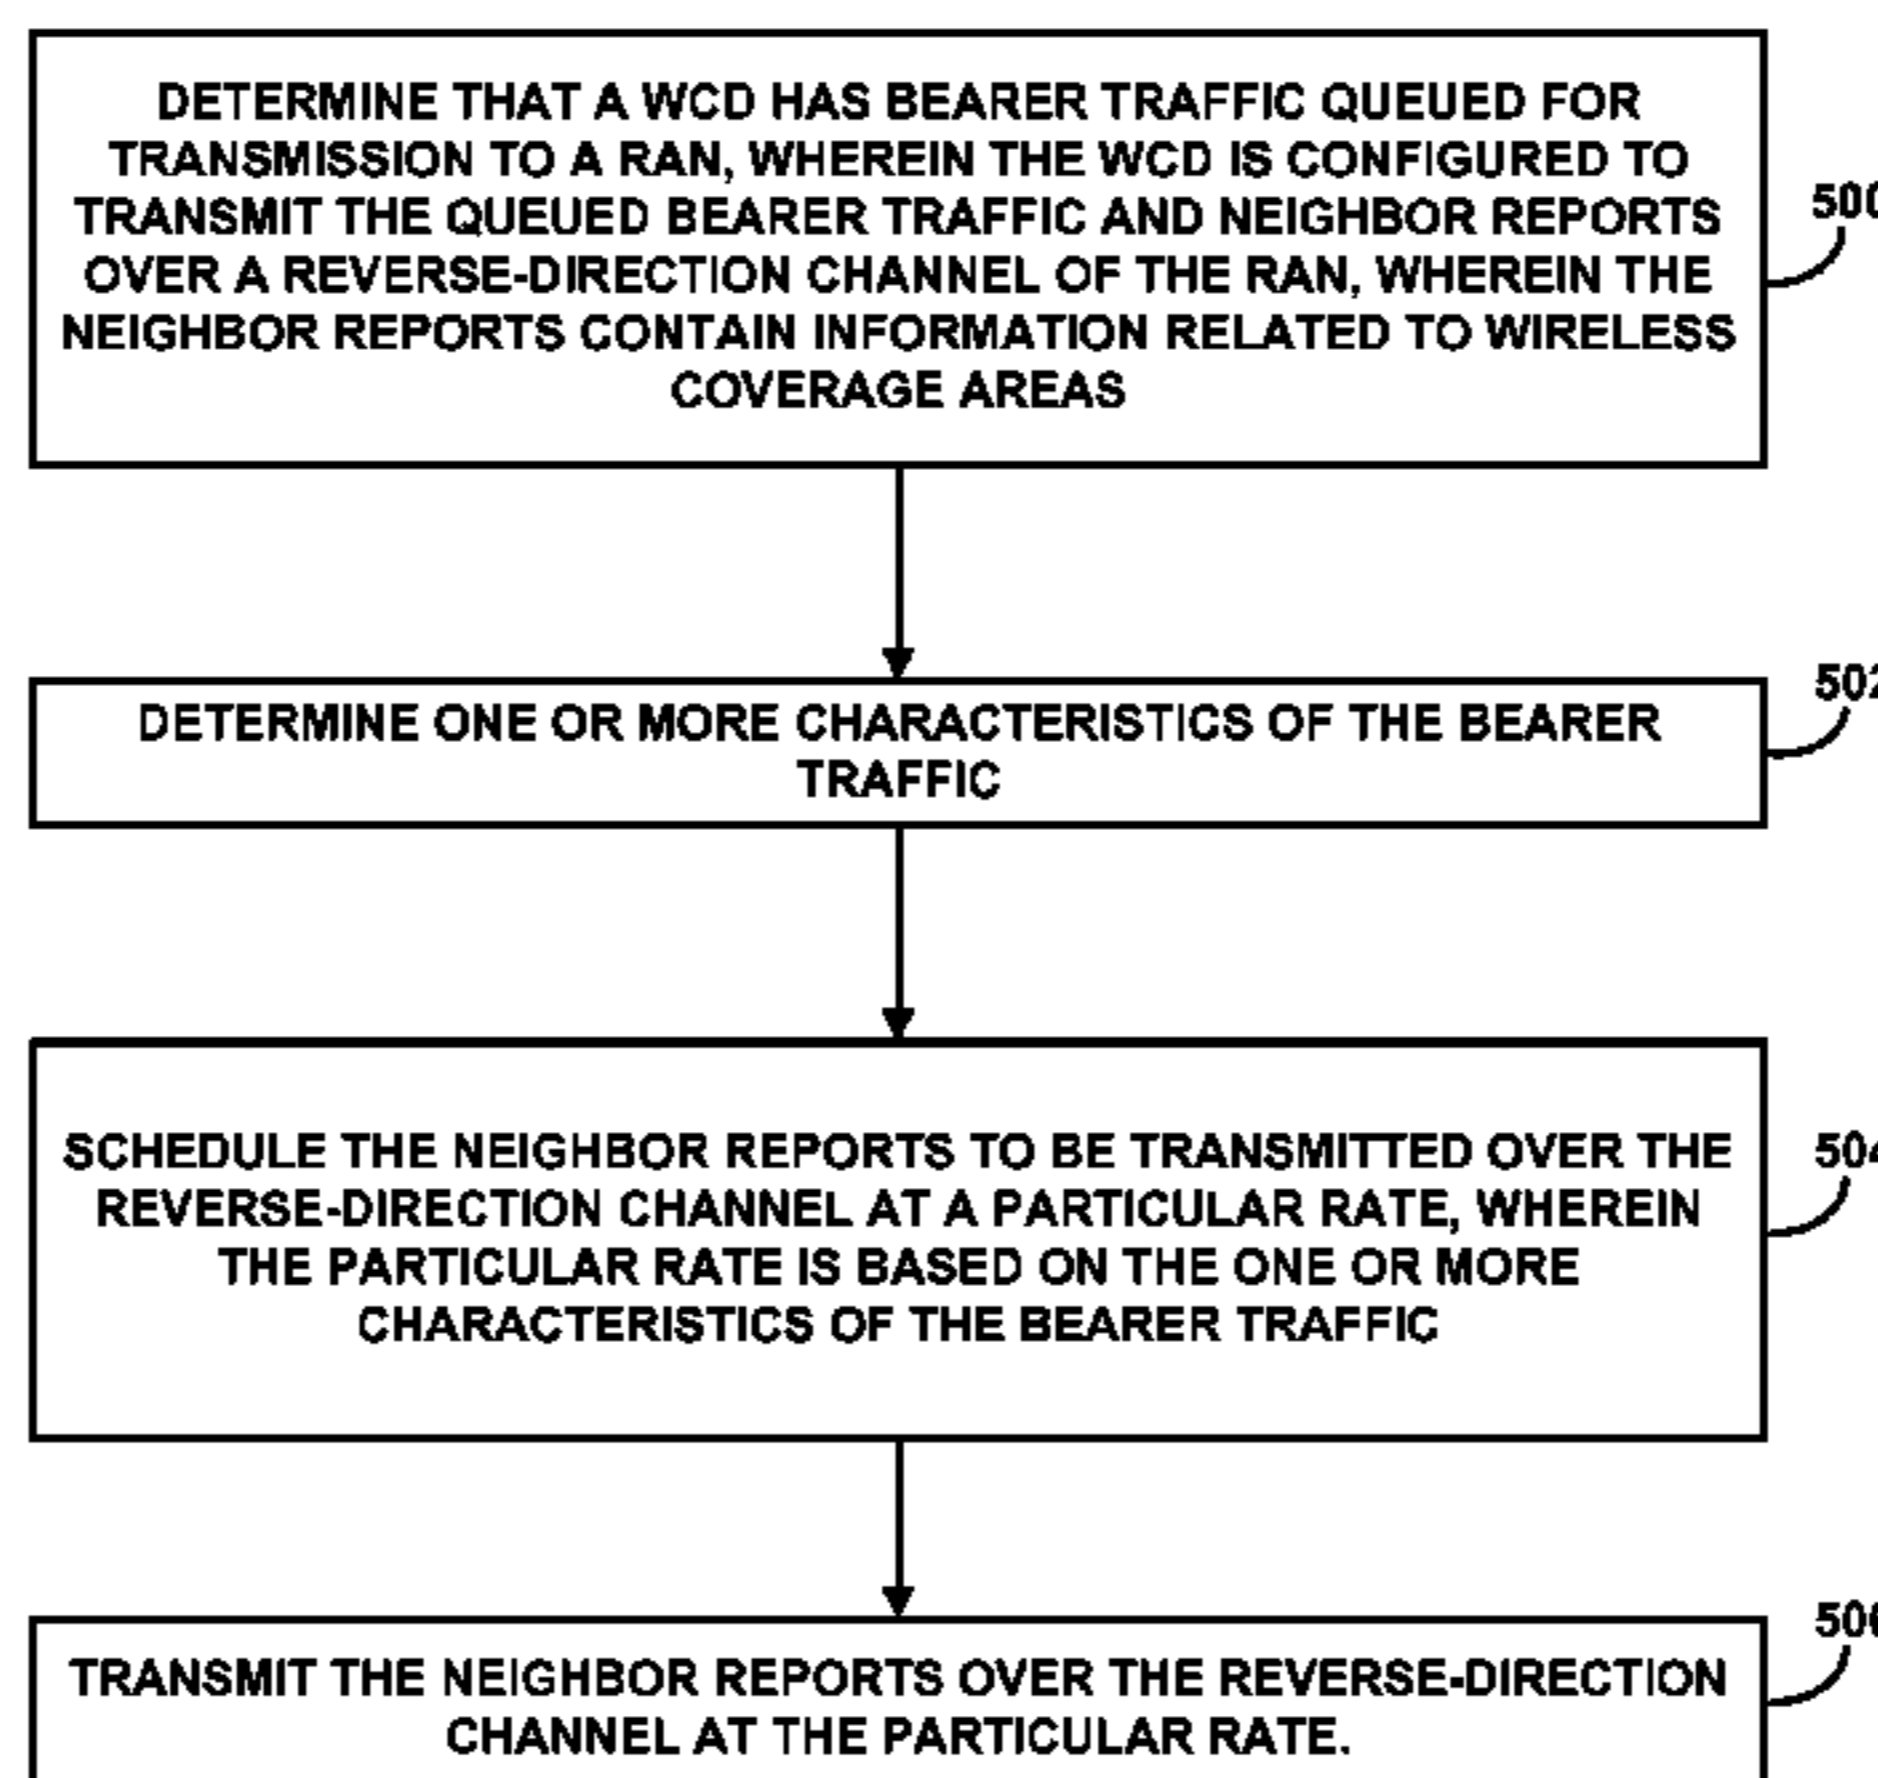 DETERMINE THAT A WCD HAS BEARER TRAFFIC QUEUED FOR
TRANSMISSION TO A RAN, WHEREIN THE WCD IS CONFIGURED TO
TRANSMIT THE QUEUED BEARER TRAFFIC AND NEIGHBOR REPORTS
OVER A REVERSE-DIRECTION CHANNEL OF THE RAN, WHEREIN THE
NEIGHBOR REPORTS CONTAIN INFORMATION RELATED TO WIRELESS
COVERAGE AREAS
500
DETERMINE ONE OR MORE CHARACTERISTICS OF THE BEARER
TRAFFIC
502
SCHEDULE THE NEIGHBOR REPORTS TO BE TRANSMITTED OVER THE
REVERSE-DIRECTION CHANNEL AT A PARTICULAR RATE, WHEREIN
THE PARTICULAR RATE IS BASED ON THE ONE OR MORE
CHARACTERISTICS OF THE BEARER TRAFFIC
504
TRANSMIT THE NEIGHBOR REPORTS OVER THE REVERSE-DIRECTION
CHANNEL AT THE PARTICULAR RATE.
506